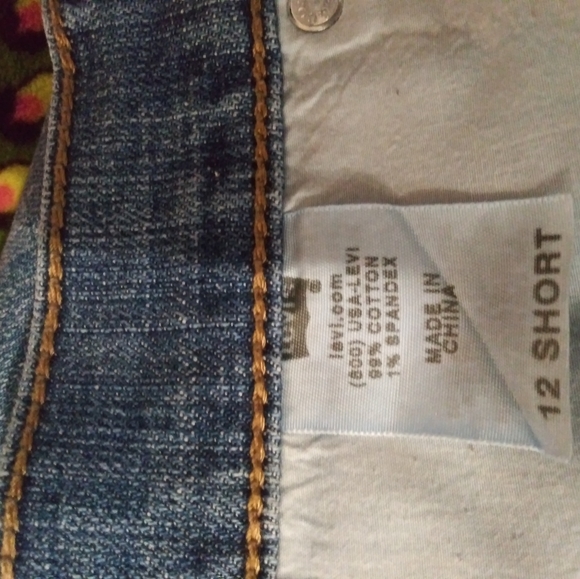 levi.com
(800) USA-LEVI
99% COTTON
1% SPANDEX
MADE IN
CHINA
12 SHORT